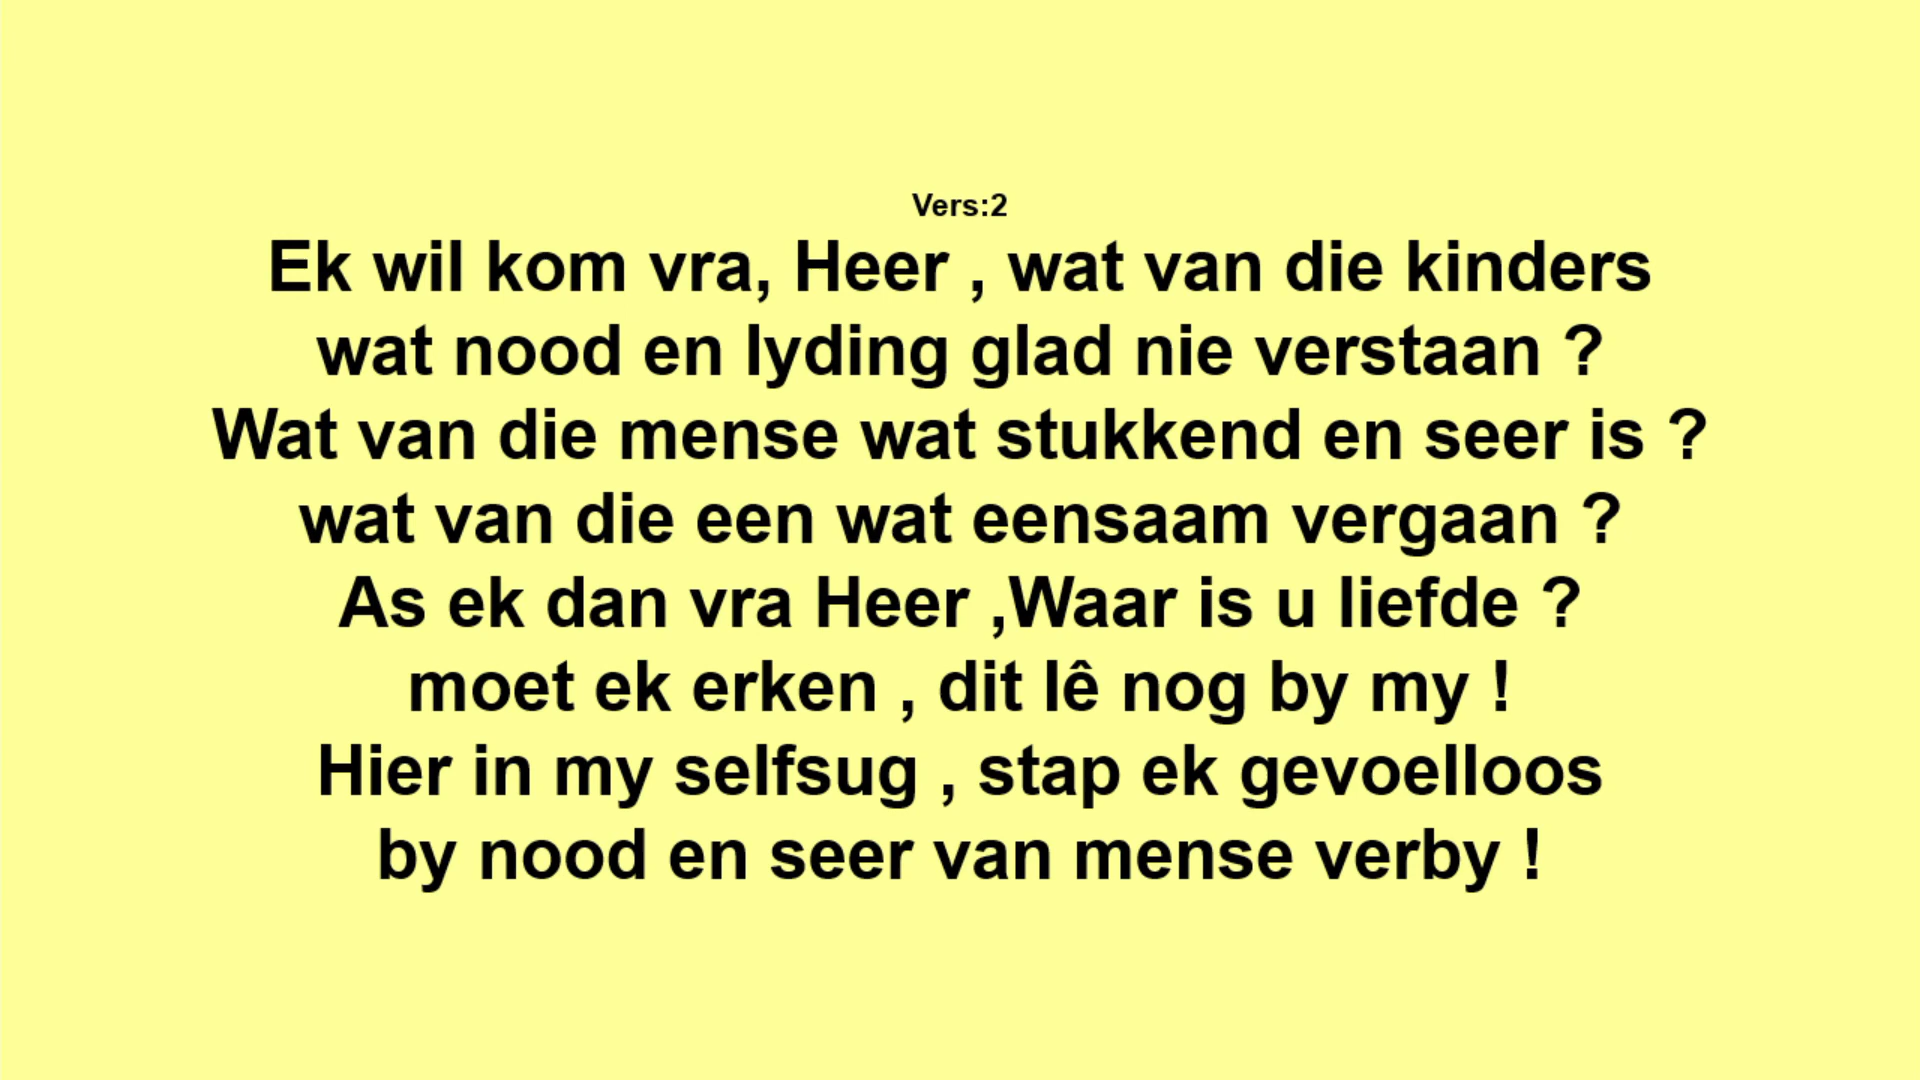 Vers:2
Ek wil kom vra, Heer , wat van die kinders
wat nood en lyding glad nie verstaan ?
Wat van die mense wat stukkend en seer is ?
wat van die een wat eensaam vergaan ?
As ek dan vra Heer ,Waar is u liefde ?
moet ek erken , dit lê nog by my !
Hier in my selfsug , stap ek gevoelloos
by nood en seer van mense verby !